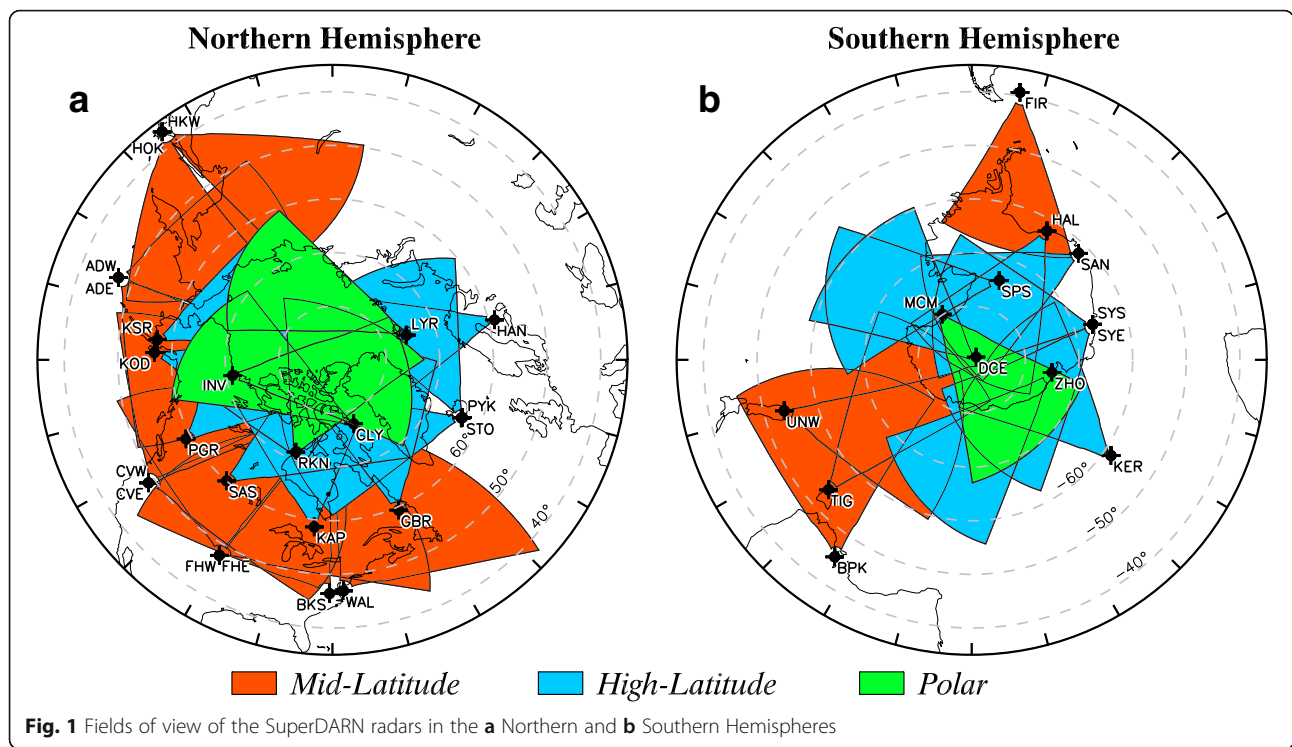 Northern Hemisphere
Southern Hemisphere
a
b
HKW
HOK
ADW
ADE
KSR
KOD
INV
LYR
HAN
PYK
STO
CLY
RKN
PGR
CVW
CVE
SAS
GBR
KAP
FHW FHE
BKS
WAL
60°
50°
40°
FIR
HAL
SAN
SPS
MCM
SYS
SYE
DCE
ZHO
UNW
KER
TIG
BPK
−60°
−50°
−40°
Mid-Latitude
High-Latitude
Polar
Fig. 1 Fields of view of the SuperDARN radars in the a Northern and b Southern Hemispheres